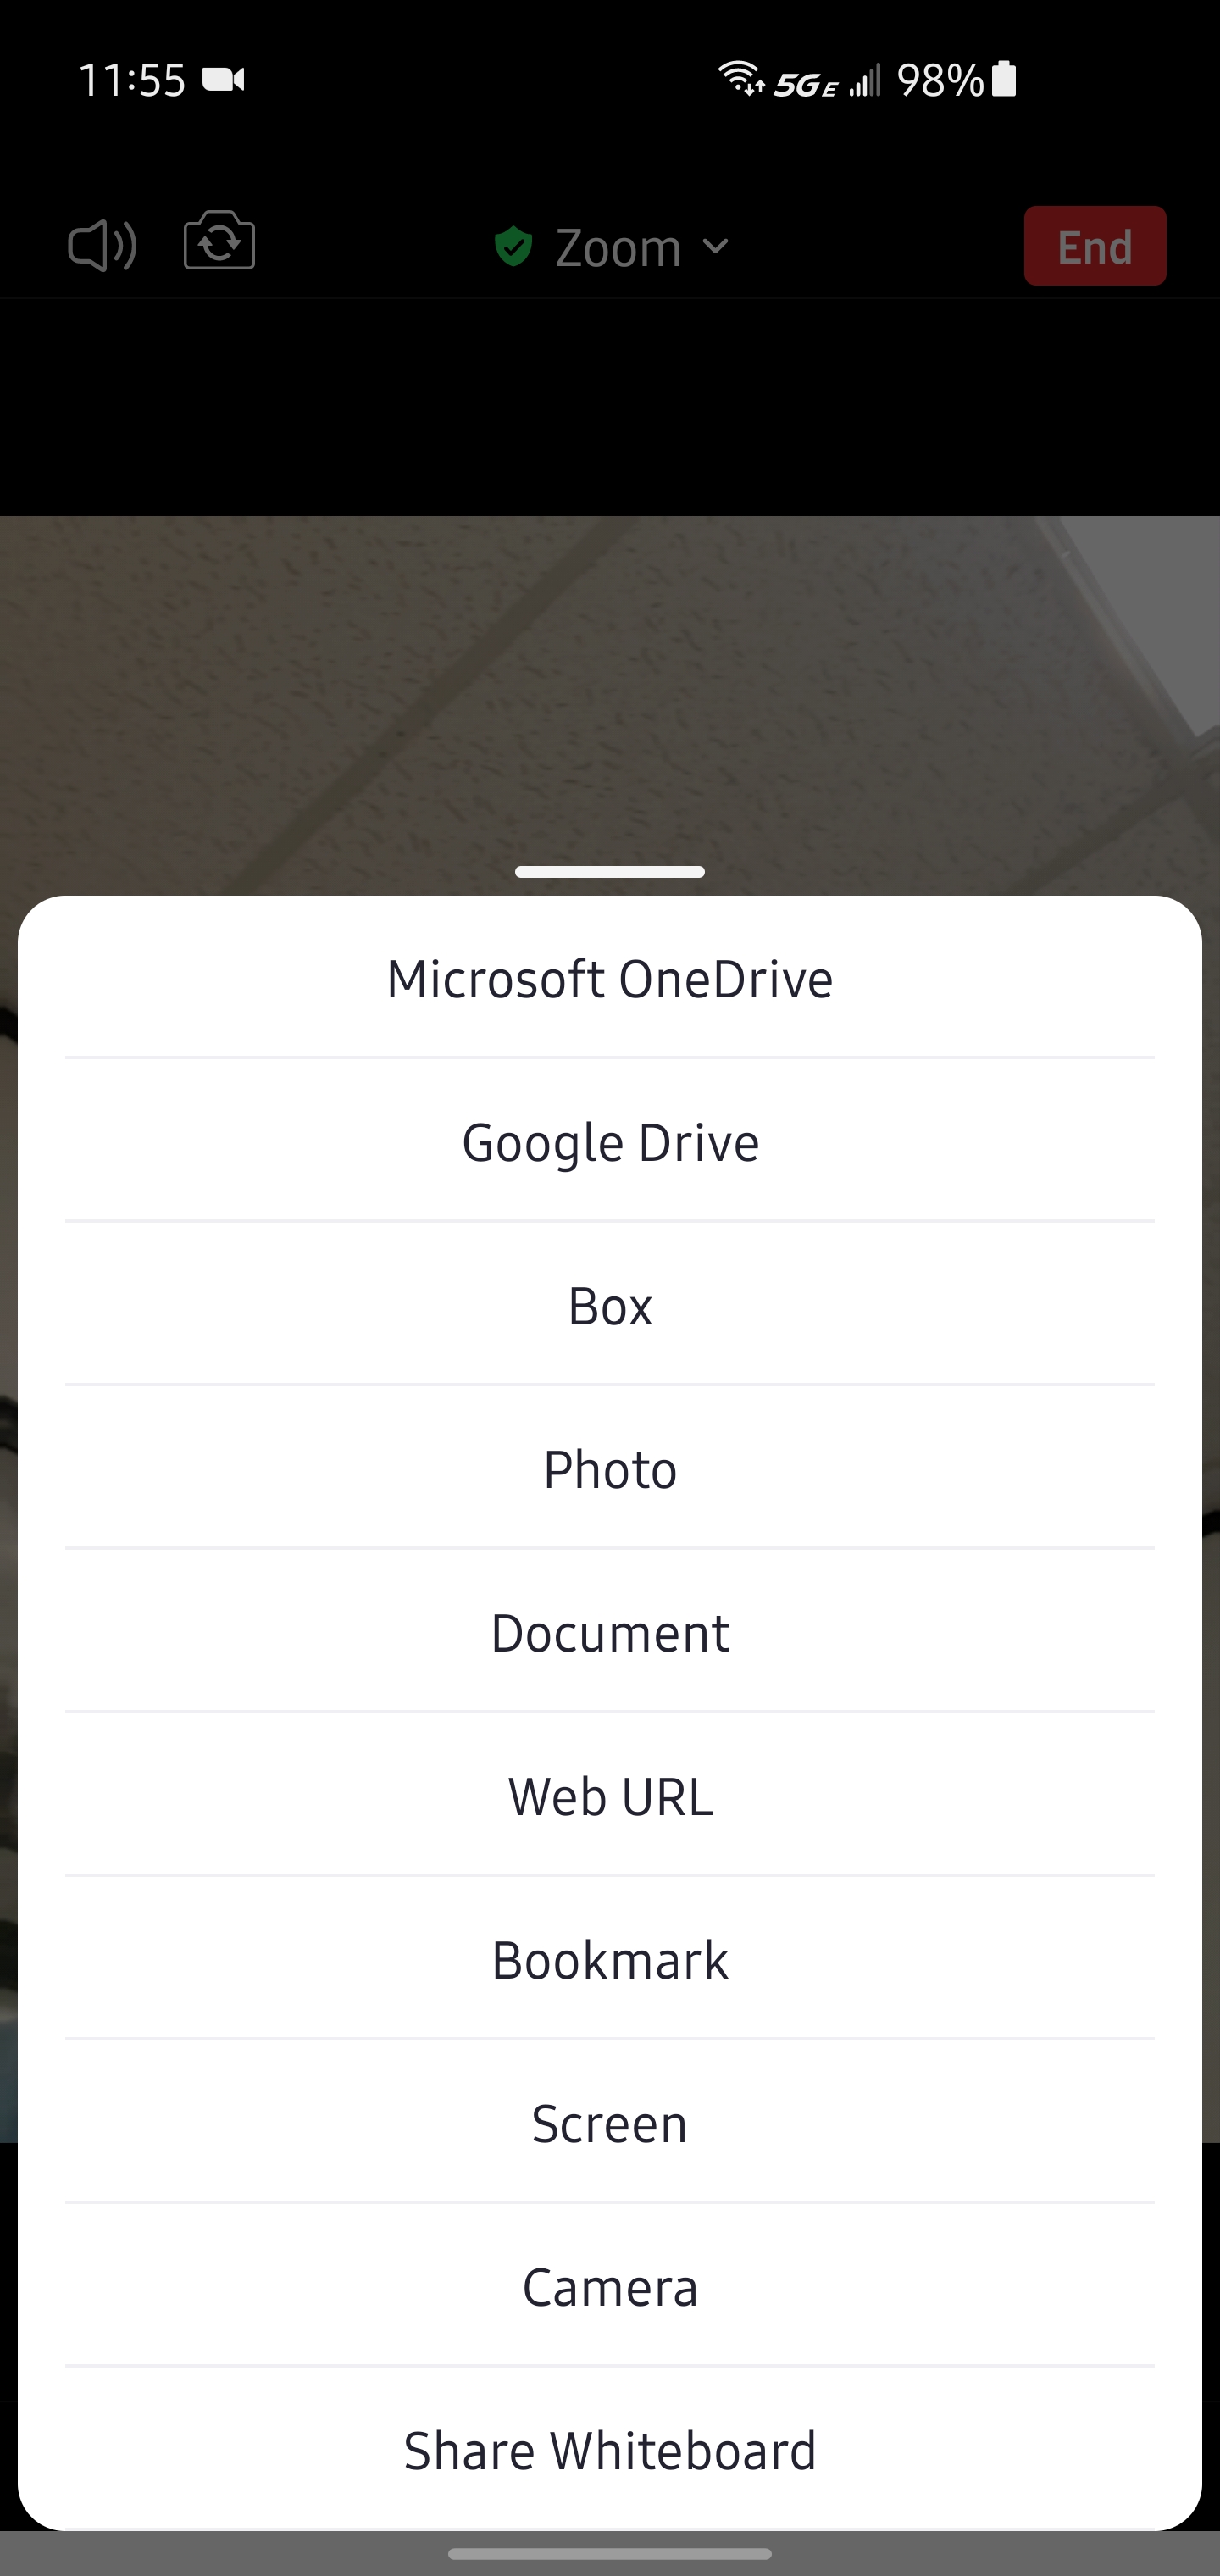 11:55 5G E 98%
Zoom End
Microsoft OneDrive
Google Drive
Box
Photo
Document
Web URL
Bookmark
Screen
Camera
Share Whiteboard